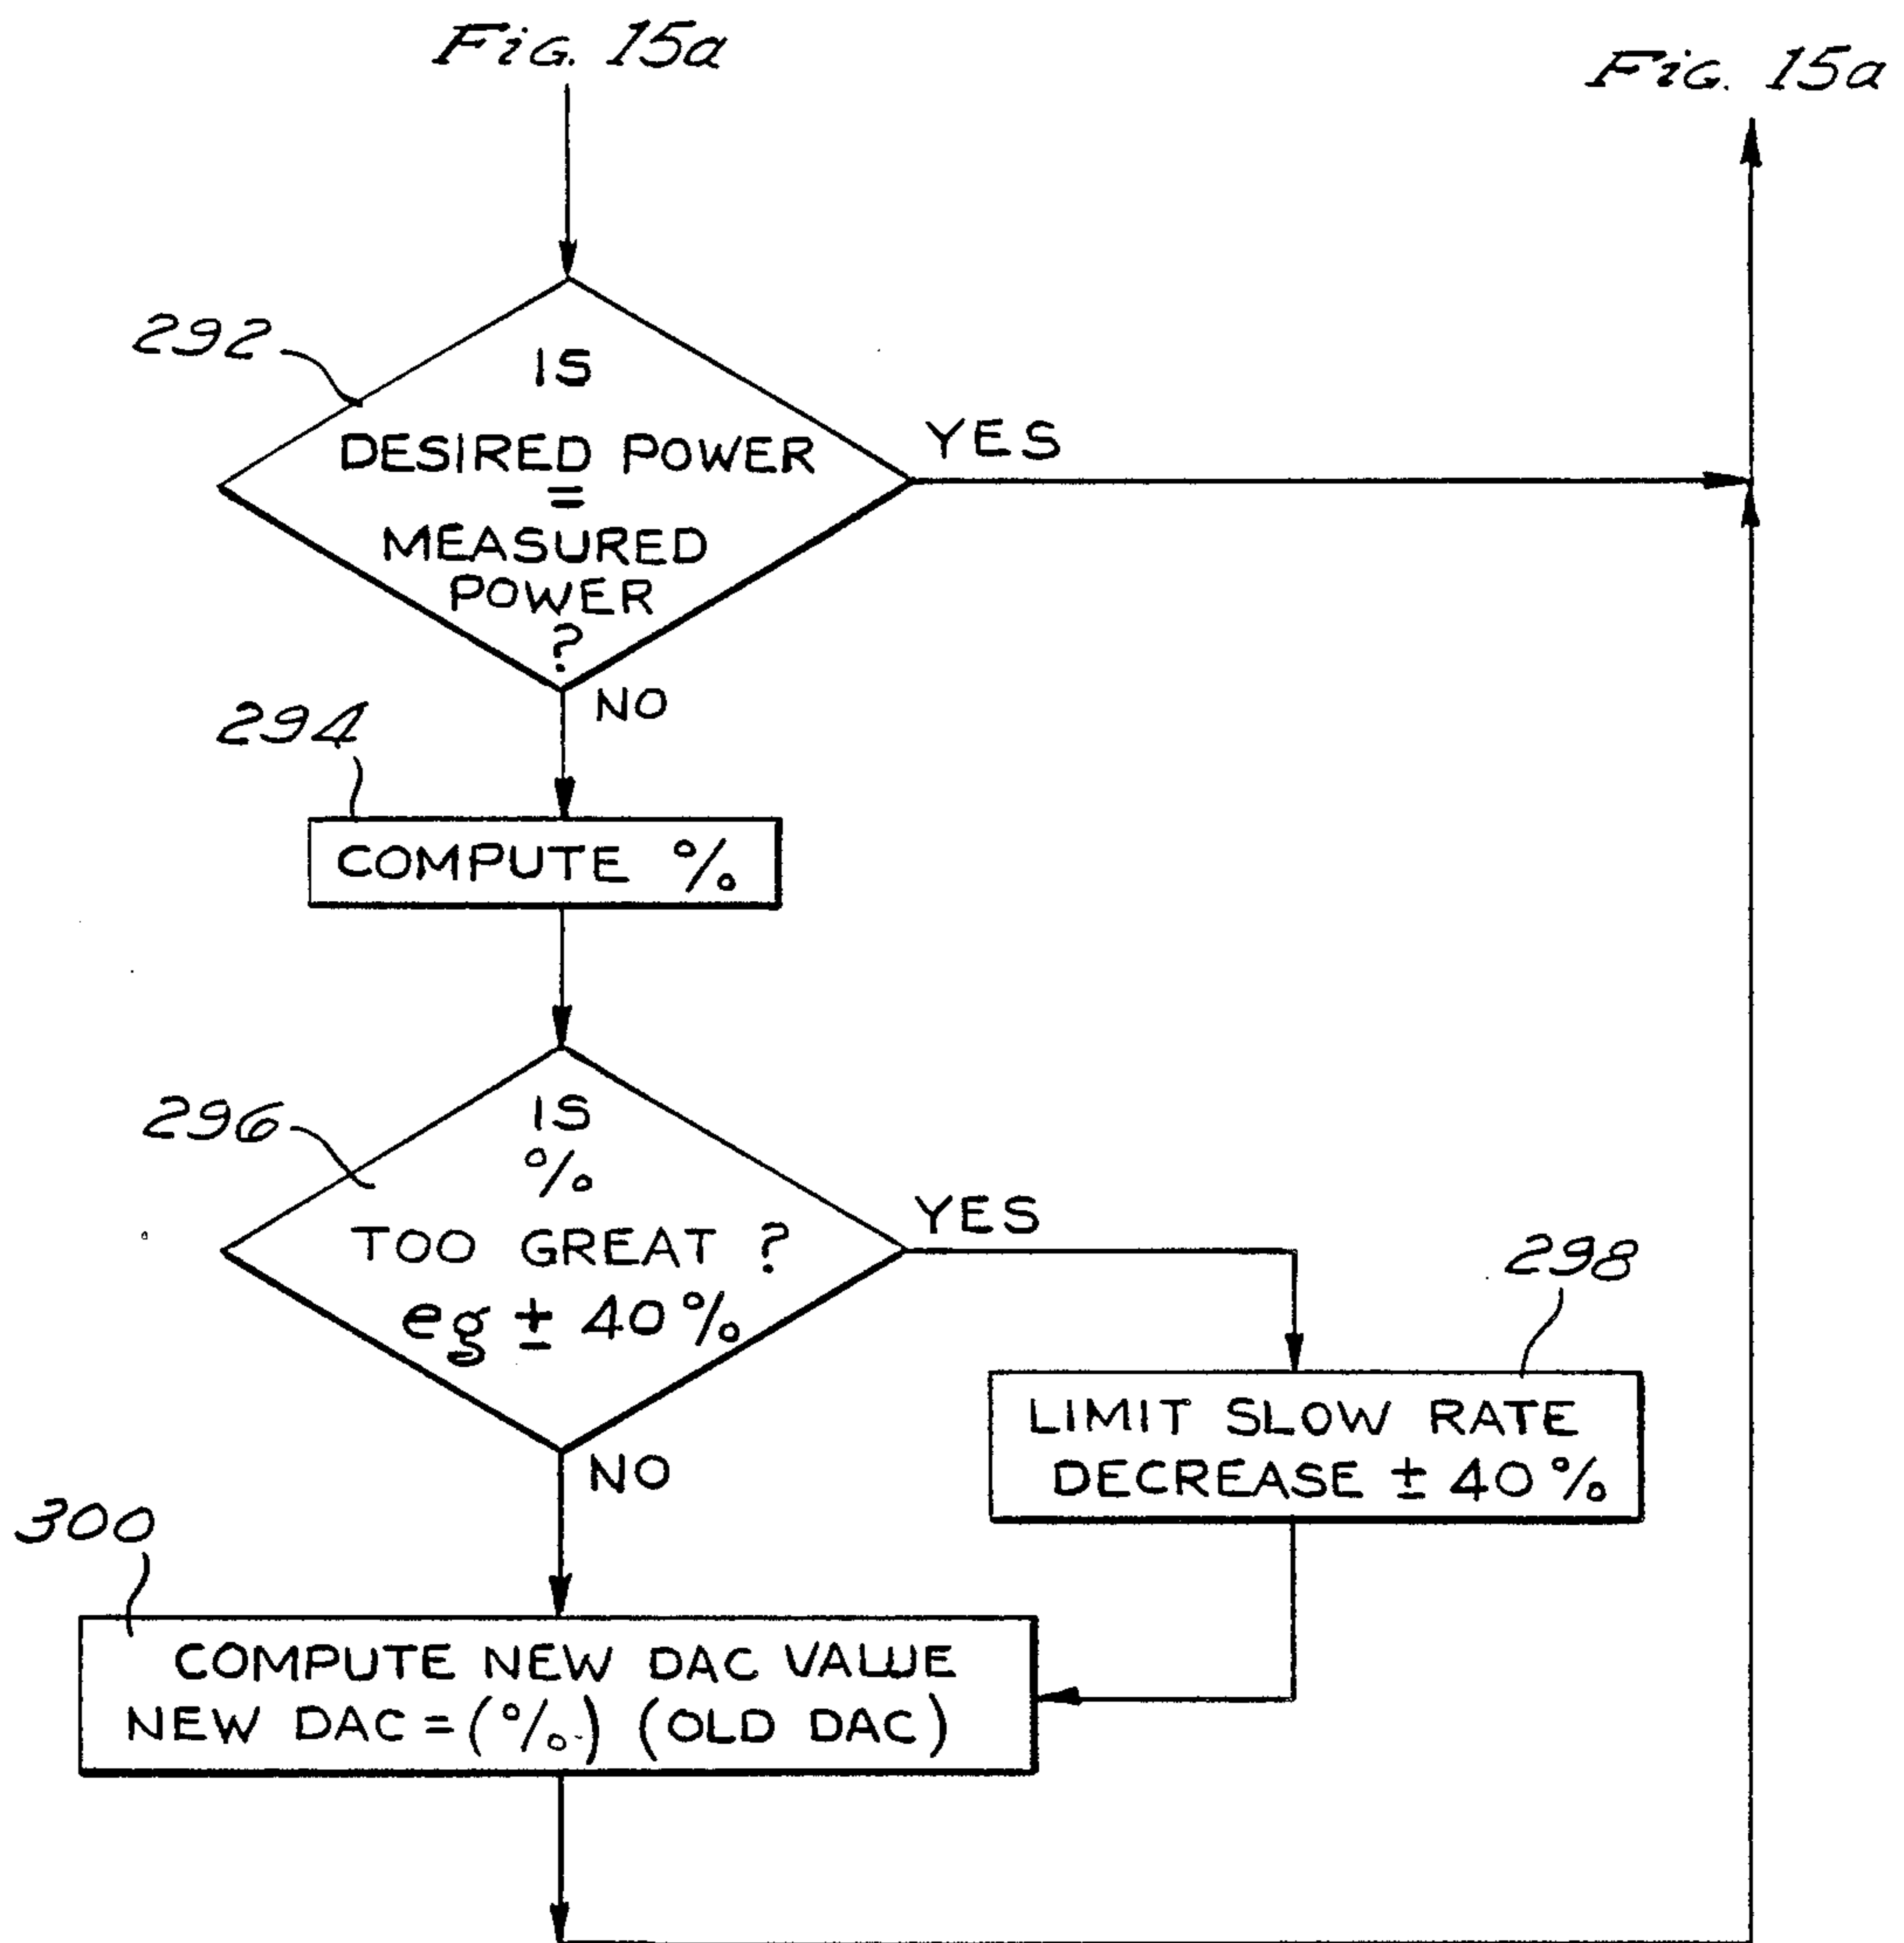 Fig. 15a
Fig. 15a
292
IS
DESIRED POWER
=
MEASURED
POWER
?
YES
NO
294
COMPUTE %
296
IS
%
TOO GREAT ?
eg ± 40%
YES
298
LIMIT SLOW RATE
DECREASE ± 40%
NO
300
COMPUTE NEW DAC VALUE
NEW DAC = (%) (OLD DAC)